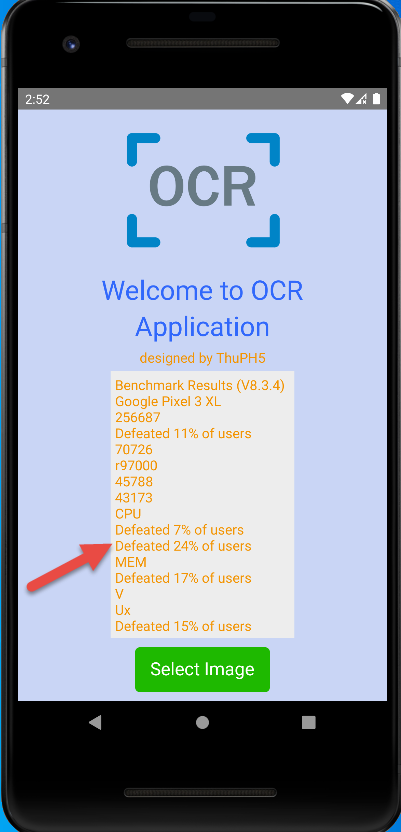 2:52
OCR
Welcome to OCR
Application
designed by ThuPH5
Benchmark Results (V8.3.4)
Google Pixel 3 XL
256687
Defeated 11% of users
70726
r97000
45788
43173
CPU
Defeated 7% of users
Defeated 24% of users
MEM
Defeated 17% of users
V
Ux
Defeated 15% of users
Select Image